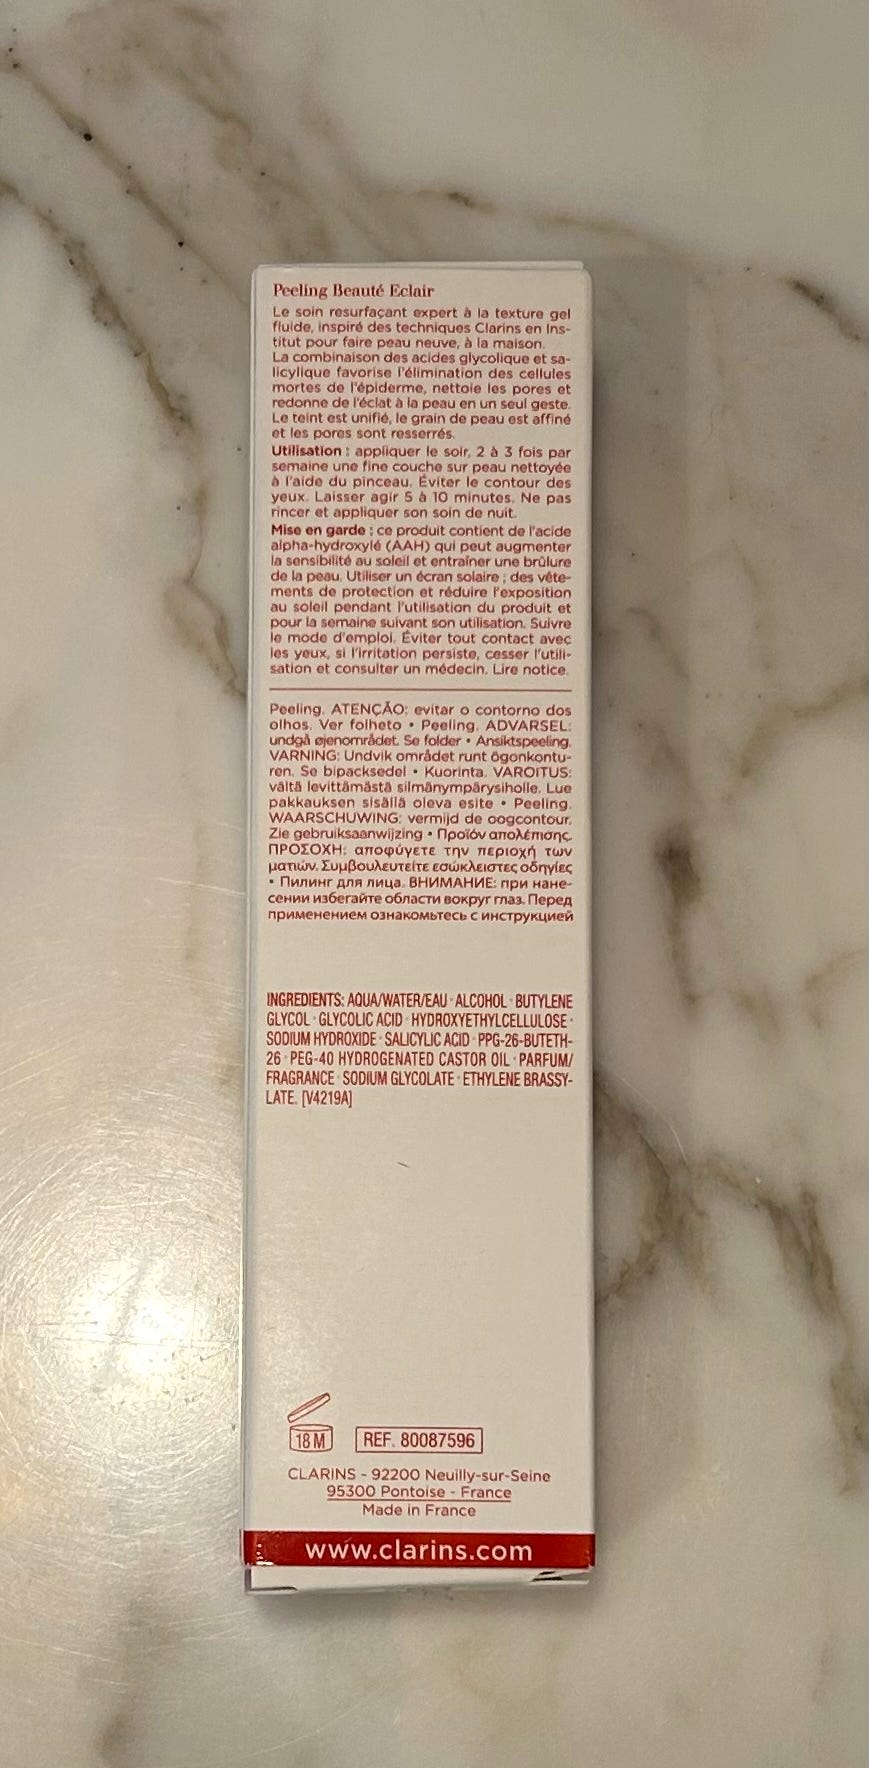 Peeling Beauté Eclair
Le soin resurfaçant expert à la texture gel
fluide, inspiré des techniques Clarins en Ins-
titut pour faire peau neuve, à la maison.
La combinaison des acides glycolique et sa-
licylique favorise l'élimination des cellules
mortes de l'épiderme, nettoie les pores et
redonne de l'éclat à la peau en un seul geste.
Le teint est unifié, le grain de peau est affiné
et les pores sont resserrés.
Utilisation : appliquer le soir, 2 à 3 fois par
semaine une fine couche sur peau nettoyée
à l'aide du pinceau. Éviter le contour des
yeux. Laisser agir 5 à 10 minutes. Ne pas
rincer et appliquer son soin de nuit.
Mise en garde : ce produit contient de l'acide
alpha-hydroxylé (AAH) qui peut augmenter
la sensibilité au soleil et entraîner une brûlure
de la peau. Utiliser un écran solaire ; des vête-
ments de protection et réduire l'exposition
au soleil pendant l'utilisation du produit et
pour la semaine suivant son utilisation. Suivre
le mode d'emploi. Éviter tout contact avec
les yeux, si l'irritation persiste, cesser l'utili-
sation et consulter un médecin. Lire notice.
Peeling. ATENÇÃO: evitar o contorno dos
olhos. Ver folheto • Peeling. ADVARSEL:
undgå øjenområdet. Se folder • Ansiktspeeling.
VARNING: Undvik området runt ögonkontu-
ren. Se bipacksedel • Kuorinta. VAROITUS:
vältä levittämästä silmänympärysiholle. Lue
pakkauksen sisällä oleva esite • Peeling.
WAARSCHUWING: vermijd de oogcontour.
Zie gebruiksaanwijzing • Προϊόν απολέπισης.
ΠΡΟΣΟΧΗ: αποφύγετε την περιοχή των
ματιών. Συμβουλευτείτε εσώκλειστες οδηγίες
• Пилинг для лица. ВНИМАНИЕ: при нане-
сении избегайте области вокруг глаз. Перед
применением ознакомьтесь с инструкцией
INGREDIENTS: AQUA/WATER/EAU · ALCOHOL · BUTYLENE
GLYCOL · GLYCOLIC ACID · HYDROXYETHYLCELLULOSE ·
SODIUM HYDROXIDE · SALICYLIC ACID · PPG-26-BUTETH-
26 · PEG-40 HYDROGENATED CASTOR OIL · PARFUM/
FRAGRANCE · SODIUM GLYCOLATE · ETHYLENE BRASSY-
LATE. [V4219A]
18 M REF. 80087596
CLARINS - 92200 Neuilly-sur-Seine
95300 Pontoise - France
Made in France
www.clarins.com